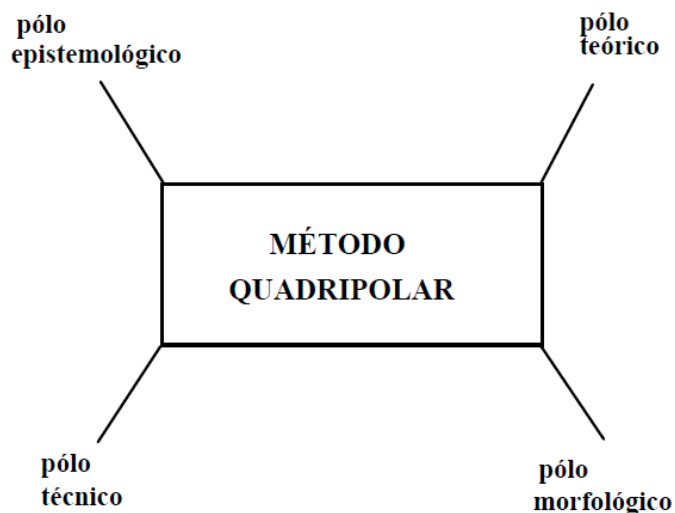 pólo
epistemológico
pólo
teórico
MÉTODO
QUADRIPOLAR
pólo
técnico
pólo
morfológico